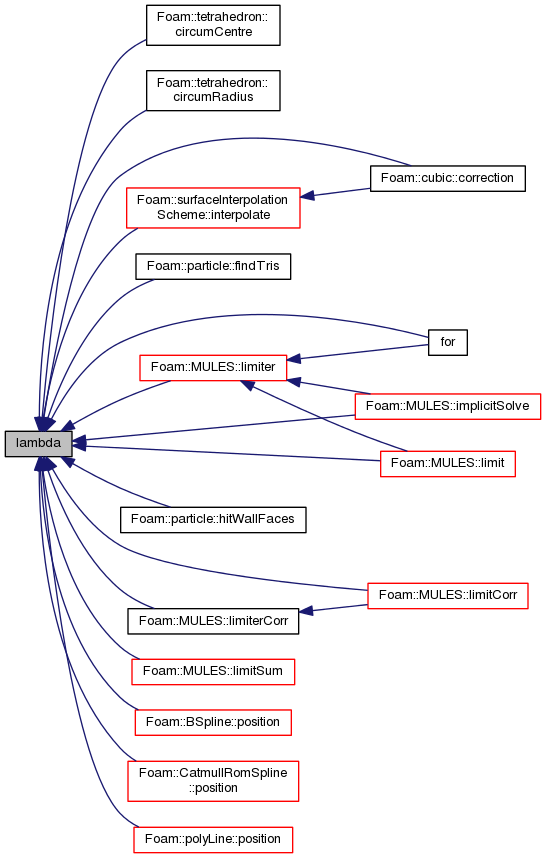 Foam::tetrahedron::
circumCentre
Foam::tetrahedron::
circumRadius
Foam::cubic::correction
Foam::surfaceInterpolation
Scheme::interpolate
Foam::particle::findTris
for
Foam::MULES::limiter
Foam::MULES::implicitSolve
lambda
Foam::MULES::limit
Foam::particle::hitWallFaces
Foam::MULES::limitCorr
Foam::MULES::limiterCorr
Foam::MULES::limitSum
Foam::BSpline::position
Foam::CatmullRomSpline
::position
Foam::polyLine::position